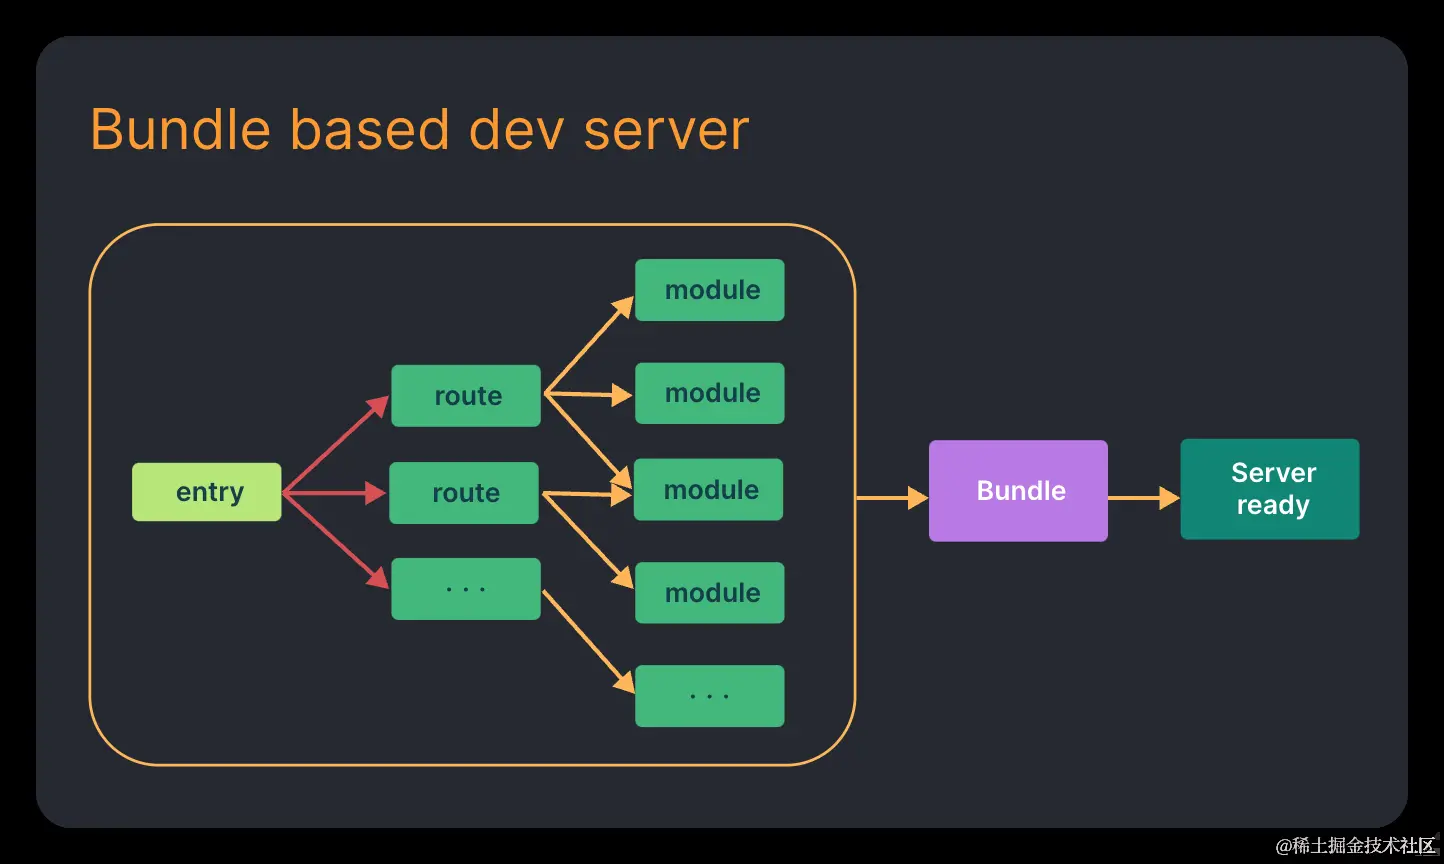 Bundle based dev server
module
route
module
entry
route
module
Bundle
Server
ready
· · ·
module
· · ·
@稀土掘金技术社区